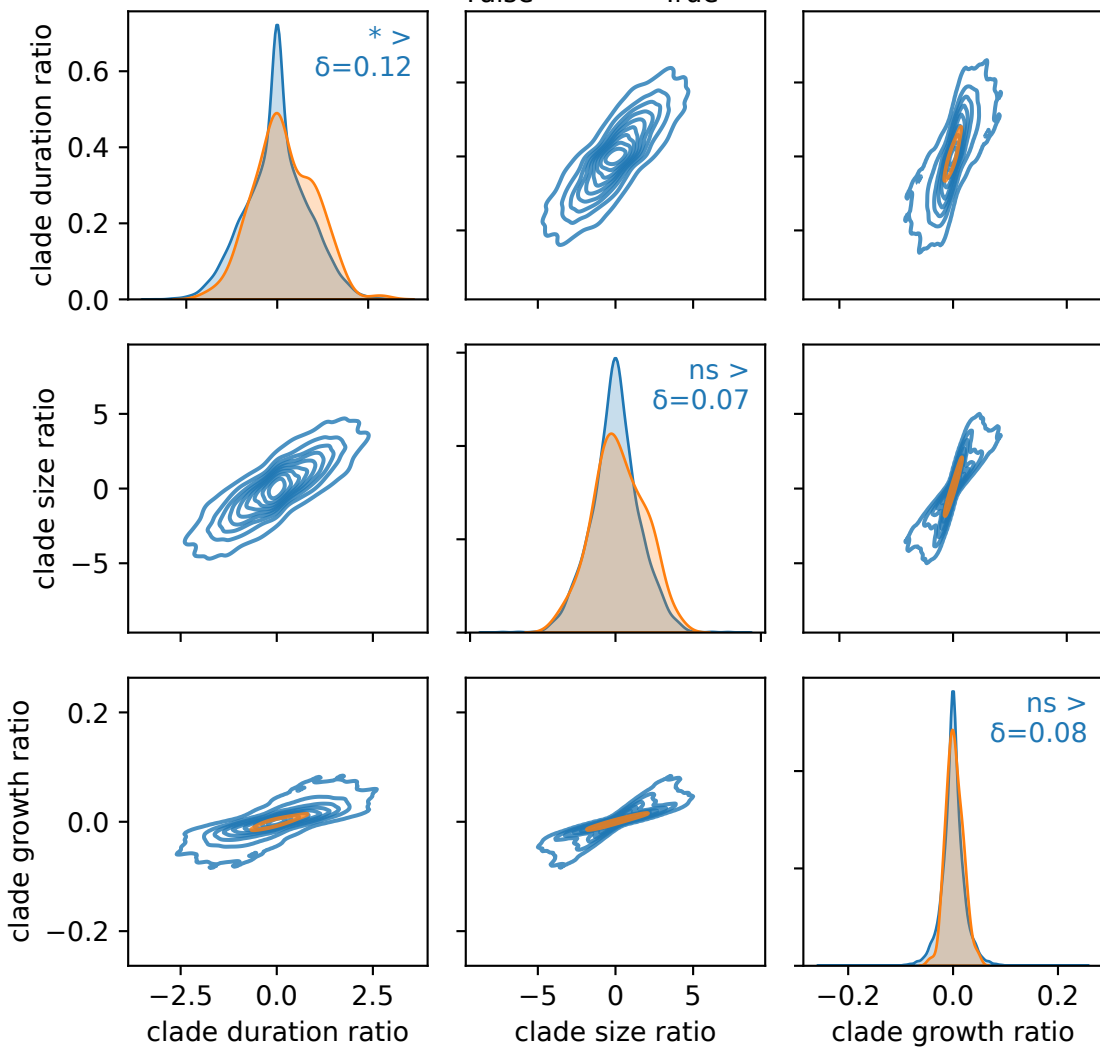 clade duration ratio
0.6
0.4
0.2
0.0
* >
δ=0.12
clade size ratio
5
0
−5
ns >
δ=0.07
clade growth ratio
0.2
0.0
−0.2
ns >
δ=0.08
−2.5 0.0 2.5
−5 0 5
−0.2 0.0 0.2
clade duration ratio
clade size ratio
clade growth ratio